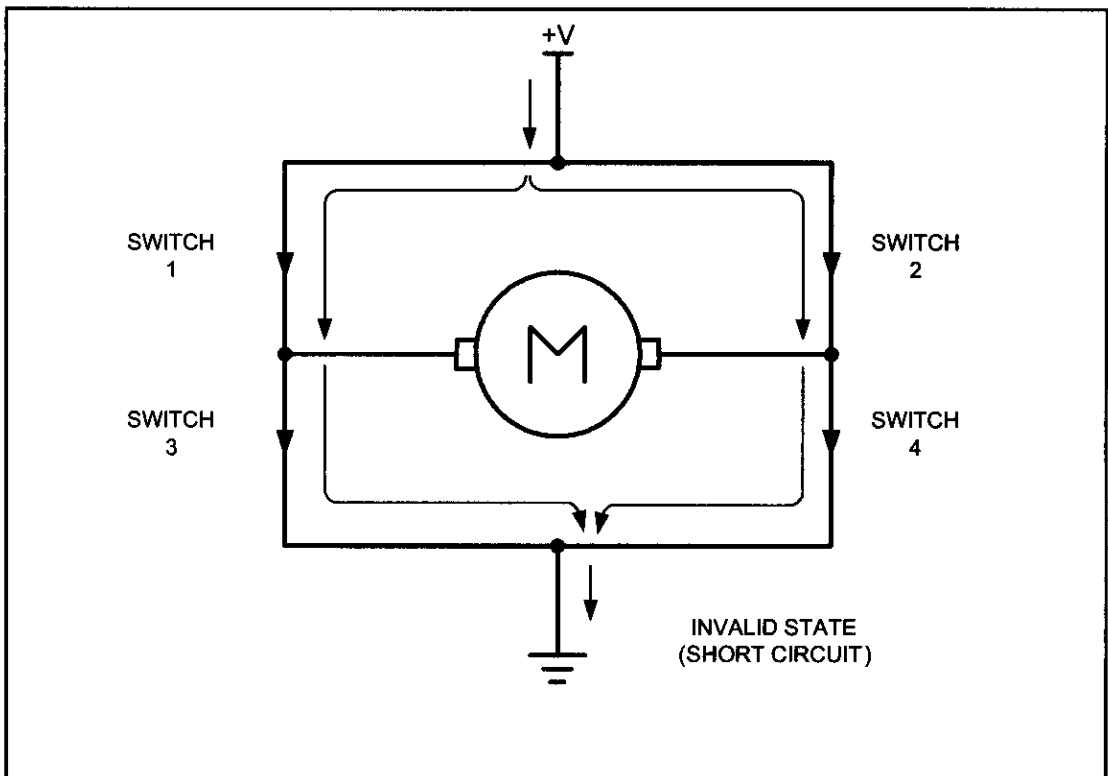 +V
SWITCH
1
SWITCH
2
M
SWITCH
3
SWITCH
4
INVALID STATE
(SHORT CIRCUIT)